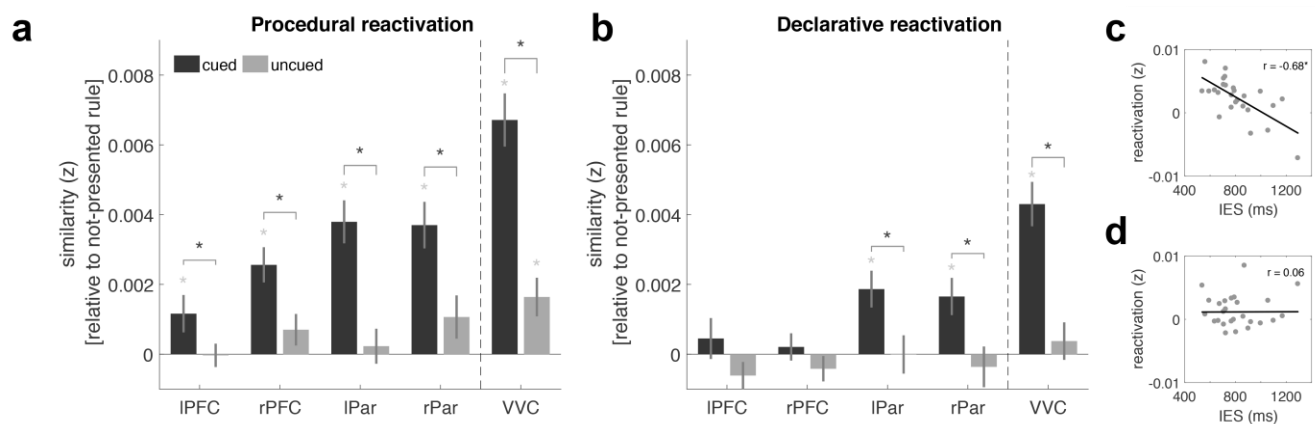 a
Procedural reactivation
cued
uncued
similarity (z)
[relative to not-presented rule]
0.008
0.006
0.004
0.002
0
*
*
*
*
*
*
*
*
*
*
*
lPFC
rPFC
lPar
rPar
VVC
b
Declarative reactivation
similarity (z)
[relative to not-presented rule]
0.008
0.006
0.004
0.002
0
*
*
*
*
*
*
lPFC
rPFC
lPar
rPar
VVC
c
r = -0.68*
reactivation (z)
0.01
0
-0.01
400 800 1200
IES (ms)
d
r = 0.06
reactivation (z)
0.01
0
-0.01
400 800 1200
IES (ms)